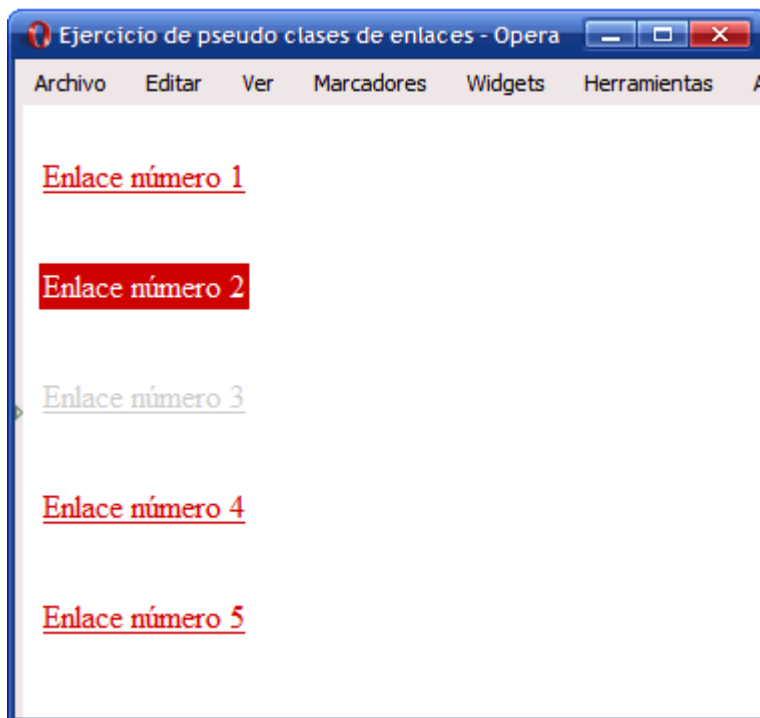 Ejercicio de pseudo clases de enlaces - Opera
Archivo Editar Ver Marcadores Widgets Herramientas
Enlace número 1
Enlace número 2
Enlace número 3
Enlace número 4
Enlace número 5